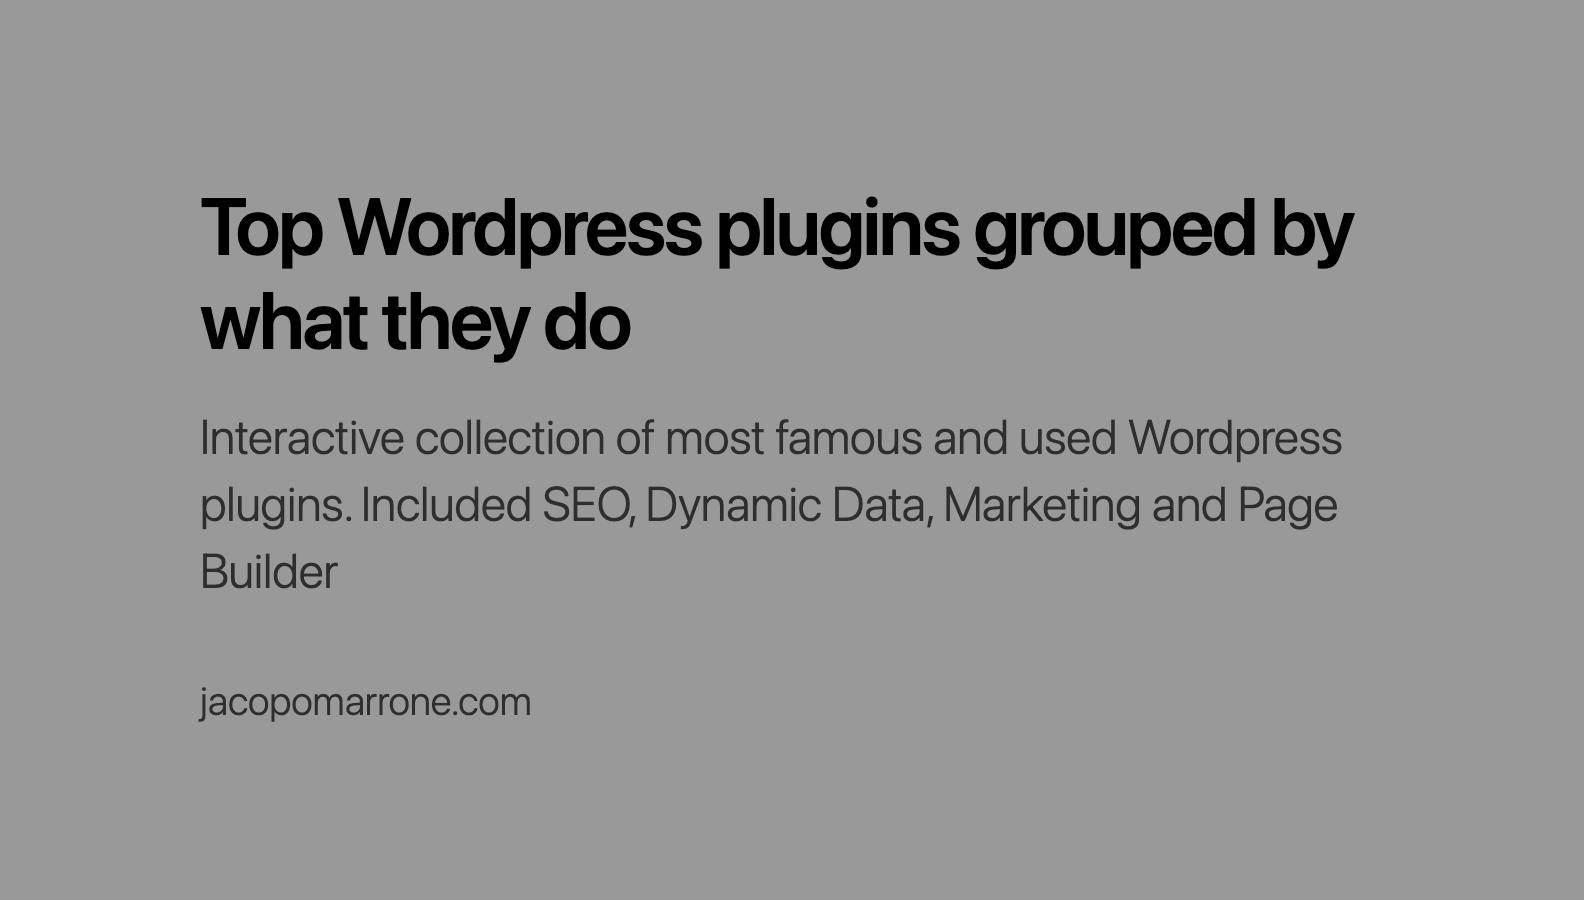 Top Wordpress plugins grouped by
what they do
Interactive collection of most famous and used Wordpress
plugins. Included SEO, Dynamic Data, Marketing and Page
Builder
jacopomarrone.com